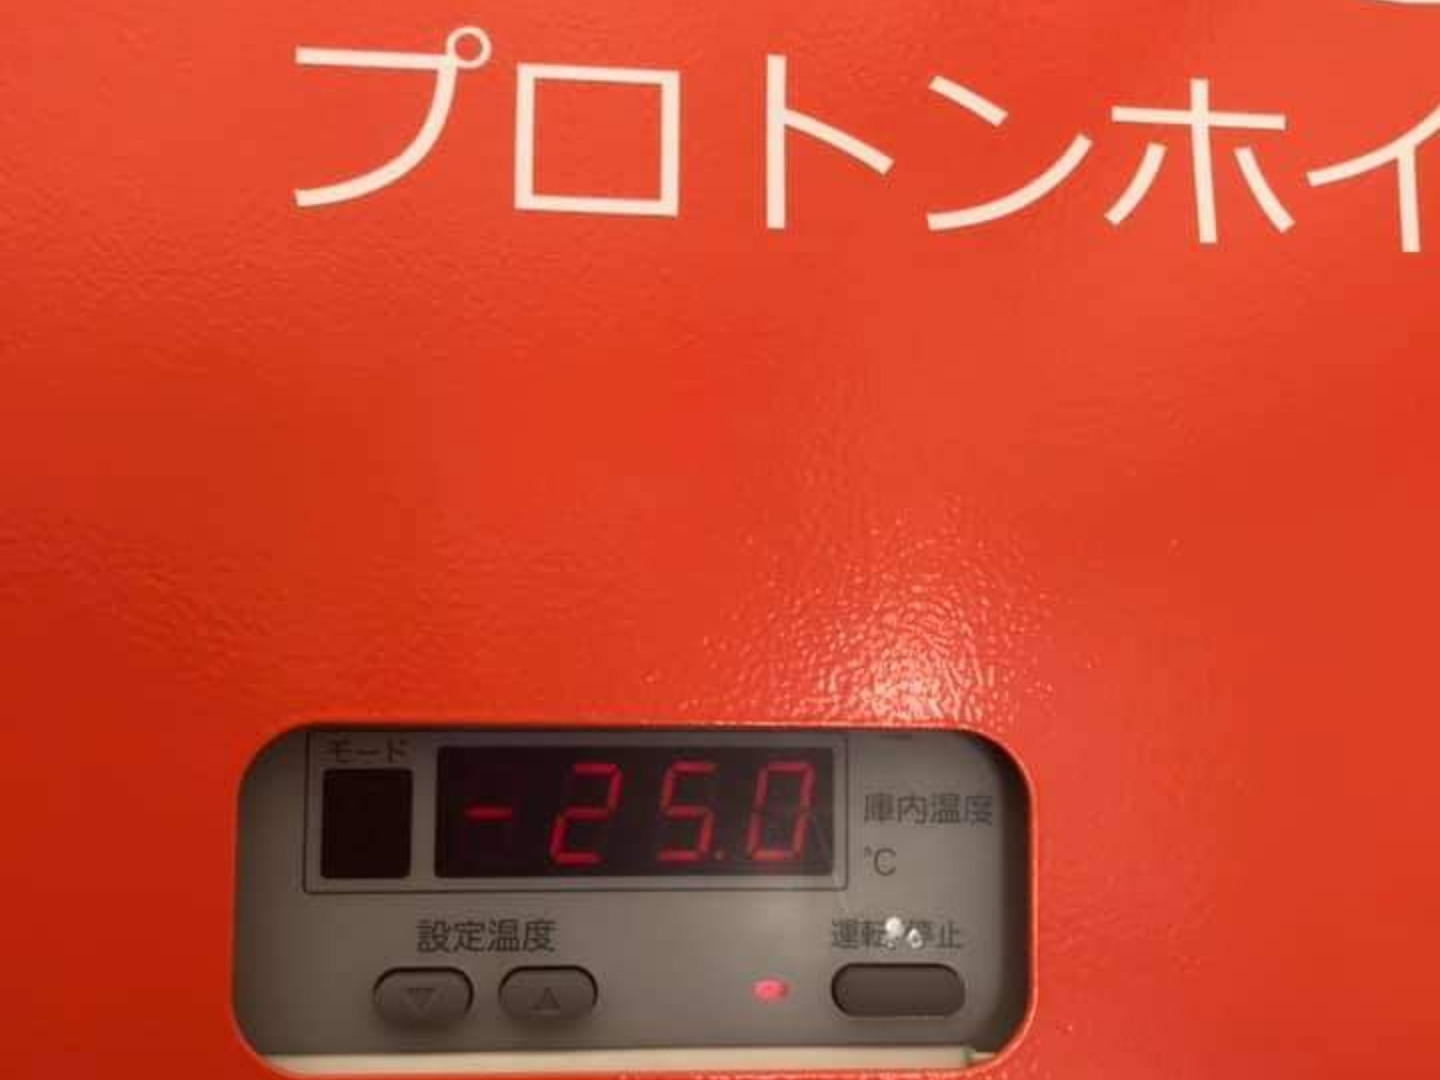 プロトンホイ
モード
-25.0
庫内温度
℃
設定温度
運転/停止
▽
△